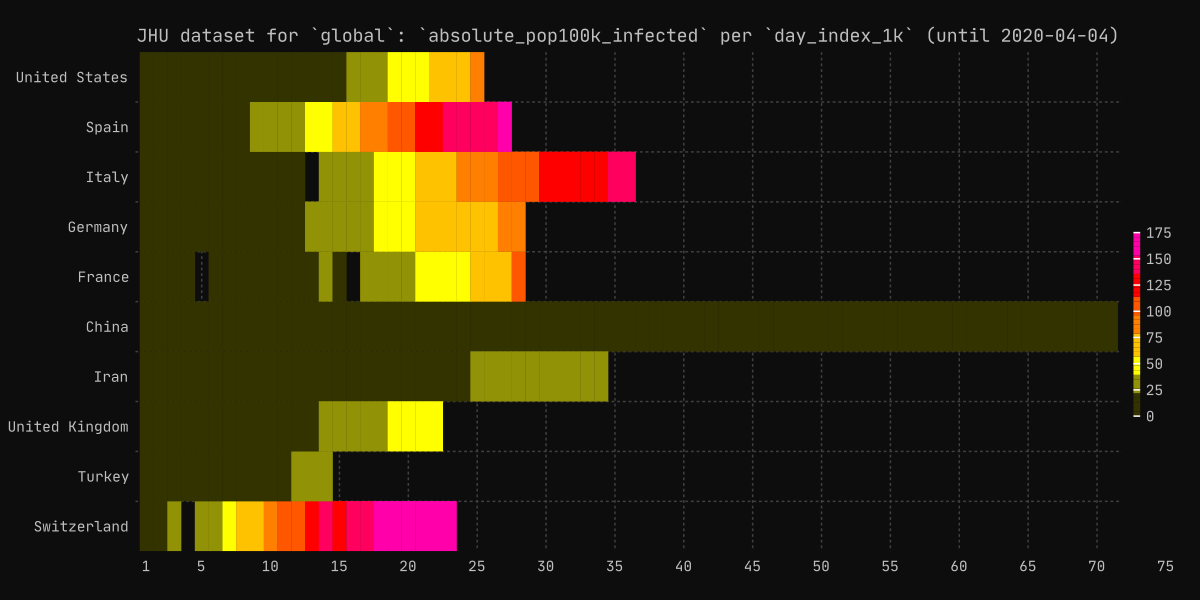 JHU dataset for `global`: `absolute_pop100k_infected` per `day_index_1k` (until 2020-04-04)
United States
Spain
Italy
Germany
France
China
Iran
United Kingdom
Turkey
Switzerland
1 5 10 15 20 25 30 35 40 45 50 55 60 65 70 75
175
150
125
100
75
50
25
0